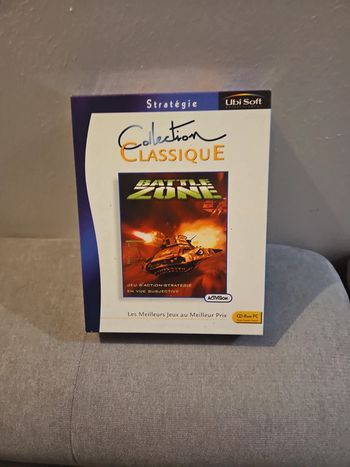 Stratégie
Ubi Soft
Collection
CLASSIQUE
BATTLE
ZONE
JEU D'ACTION-STRATÉGIE
EN VUE SUBJECTIVE
ACTIVISION
Les Meilleurs Jeux au Meilleur Prix
CD-Rom PC